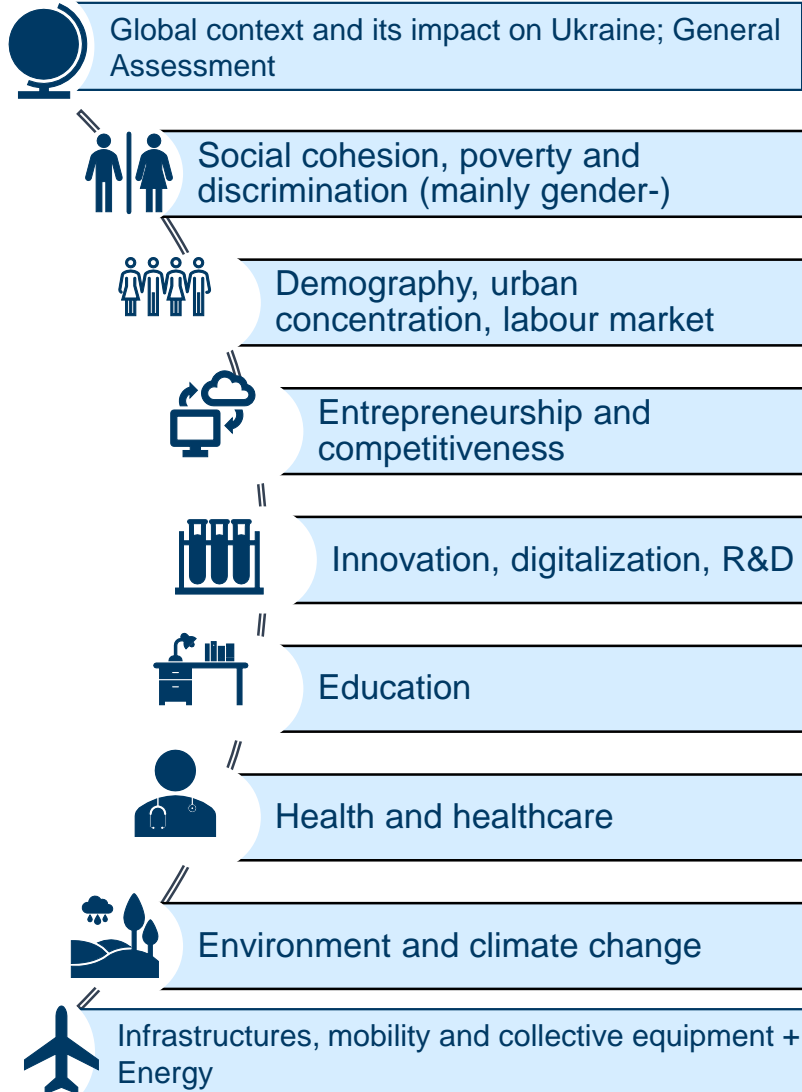 Global context and its impact on Ukraine; General
Assessment
Social cohesion, poverty and
discrimination (mainly gender-)
Demography, urban
concentration, labour market
Entrepreneurship and
competitiveness
Innovation, digitalization, R&D
Education
Health and healthcare
Environment and climate change
Infrastructures, mobility and collective equipment +
Energy